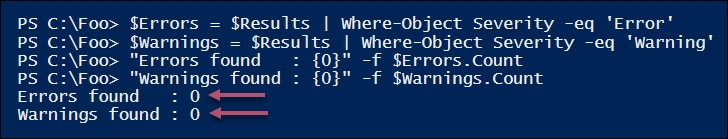 PS C:\Foo> $Errors = $Results | Where-Object Severity -eq 'Error'
PS C:\Foo> $Warnings = $Results | Where-Object Severity -eq 'Warning'
PS C:\Foo> "Errors found   : {0}" -f $Errors.Count
PS C:\Foo> "Warnings found : {0}" -f $Warnings.Count
Errors found   : 0
Warnings found : 0